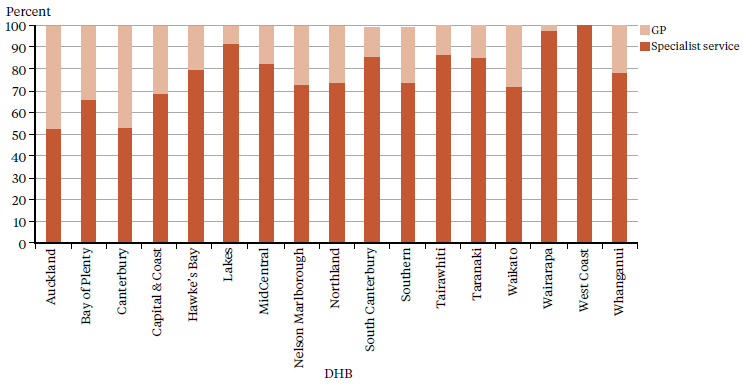 Percent
100
90
80
70
60
50
40
30
20
10
0
GP
Specialist service
Auckland
Bay of Plenty
Canterbury
Capital & Coast
Hawke's Bay
Lakes
MidCentral
Nelson Marlborough
Northland
South Canterbury
Southern
Tairawhiti
Taranaki
Waikato
Wairarapa
West Coast
Whanganui
DHB